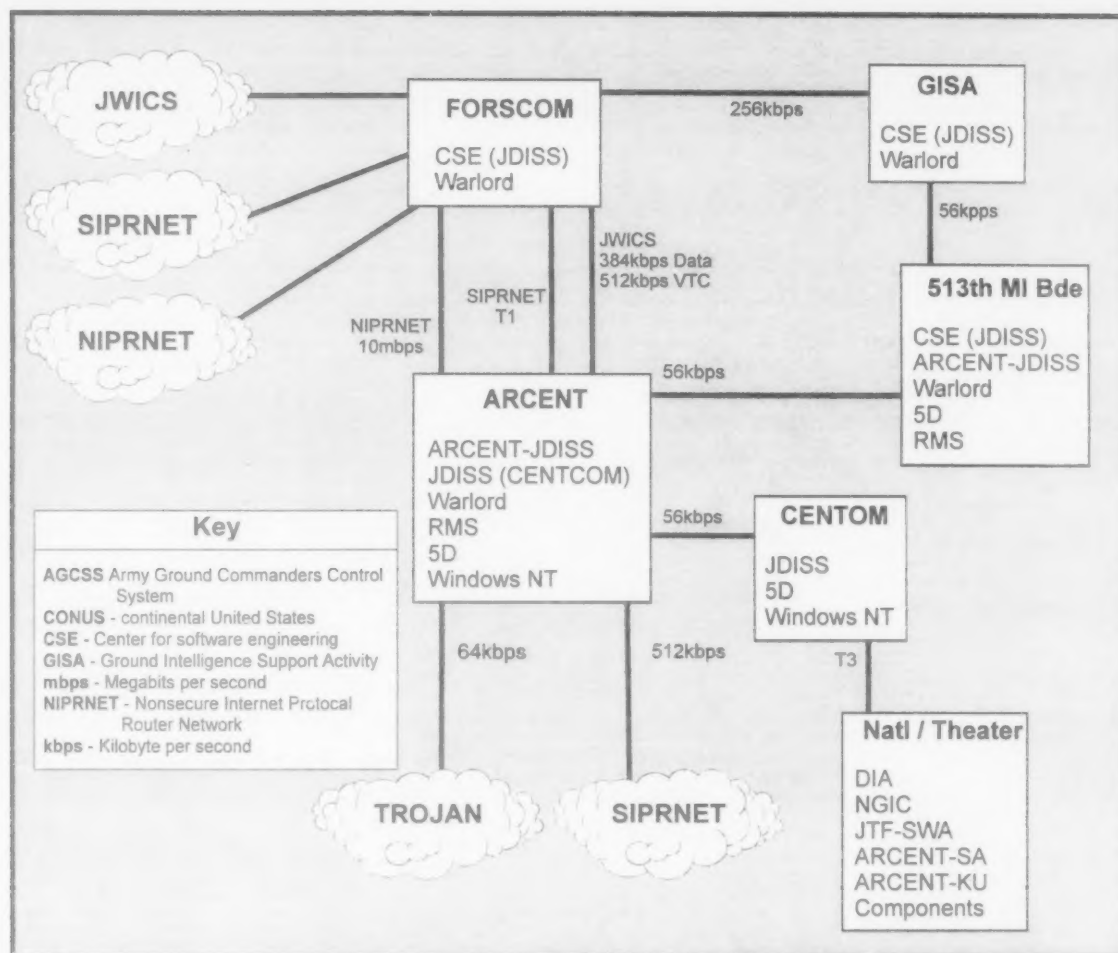 JWICS
SIPRNET
NIPRNET
FORSCOM
CSE (JDISS)
Warlord
256kbps
GISA
CSE (JDISS)
Warlord
56kpps
NIPRNET
10mbps
SIPRNET
T1
JWICS
384kbps Data
512kbps VTC
513th MI Bde
CSE (JDISS)
ARCENT-JDISS
Warlord
5D
RMS
56kbps
ARCENT
ARCENT-JDISS
JDISS (CENTCOM)
Warlord
RMS
5D
Windows NT
56kbps
CENTOM
JDISS
5D
Windows NT
T3
Natl / Theater
DIA
NGIC
JTF-SWA
ARCENT-SA
ARCENT-KU
Components
Key
AGCSS Army Ground Commanders Control
System
CONUS - continental United States
CSE - Center for software engineering
GISA - Ground Intelligence Support Activity
mbps - Megabits per second
NIPRNET - Nonsecure Internet Protocal
Router Network
kbps - Kilobyte per second
64kbps
512kbps
TROJAN
SIPRNET